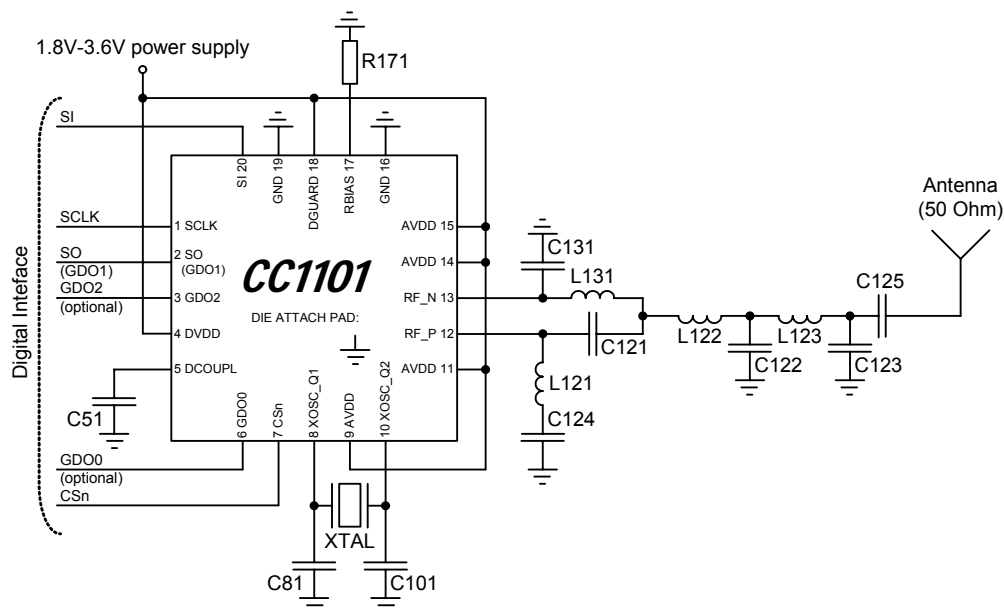 1.8V-3.6V power supply
R171
Digital Inteface
SI
SI 20
GND 19
DGUARD 18
RBIAS 17
GND 16
SCLK
1 SCLK
SO
(GDO1)
2 SO
(GDO1)
GDO2
(optional)
3 GDO2
4 DVDD
5 DCOUPL
CC1101
DIE ATTACH PAD:
AVDD 15
AVDD 14
RF_N 13
RF_P 12
AVDD 11
6 GDO0
7 CSn
8 XOSC_Q1
9 AVDD
10 XOSC_Q2
C51
GDO0
(optional)
CSn
XTAL
C81
C101
C131
L131
C121
L121
C124
L122
C122
L123
C123
C125
Antenna
(50 Ohm)